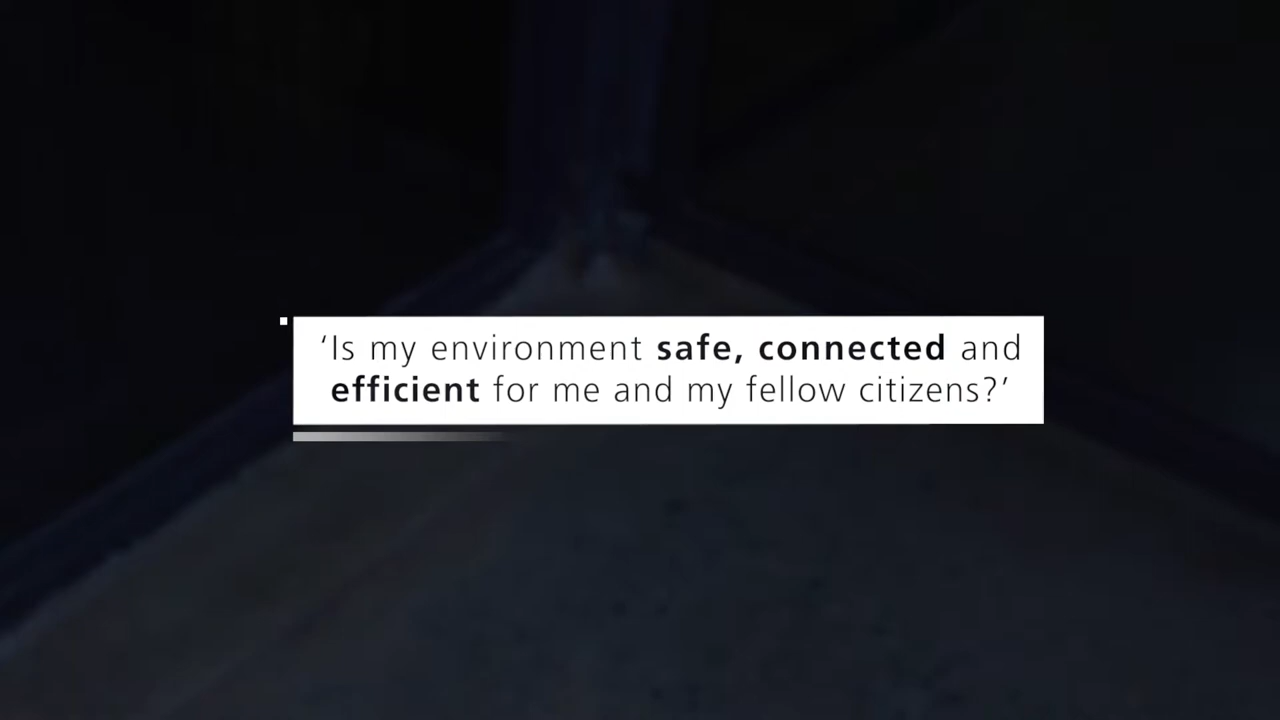 ‘Is my environment safe, connected and
efficient for me and my fellow citizens?’